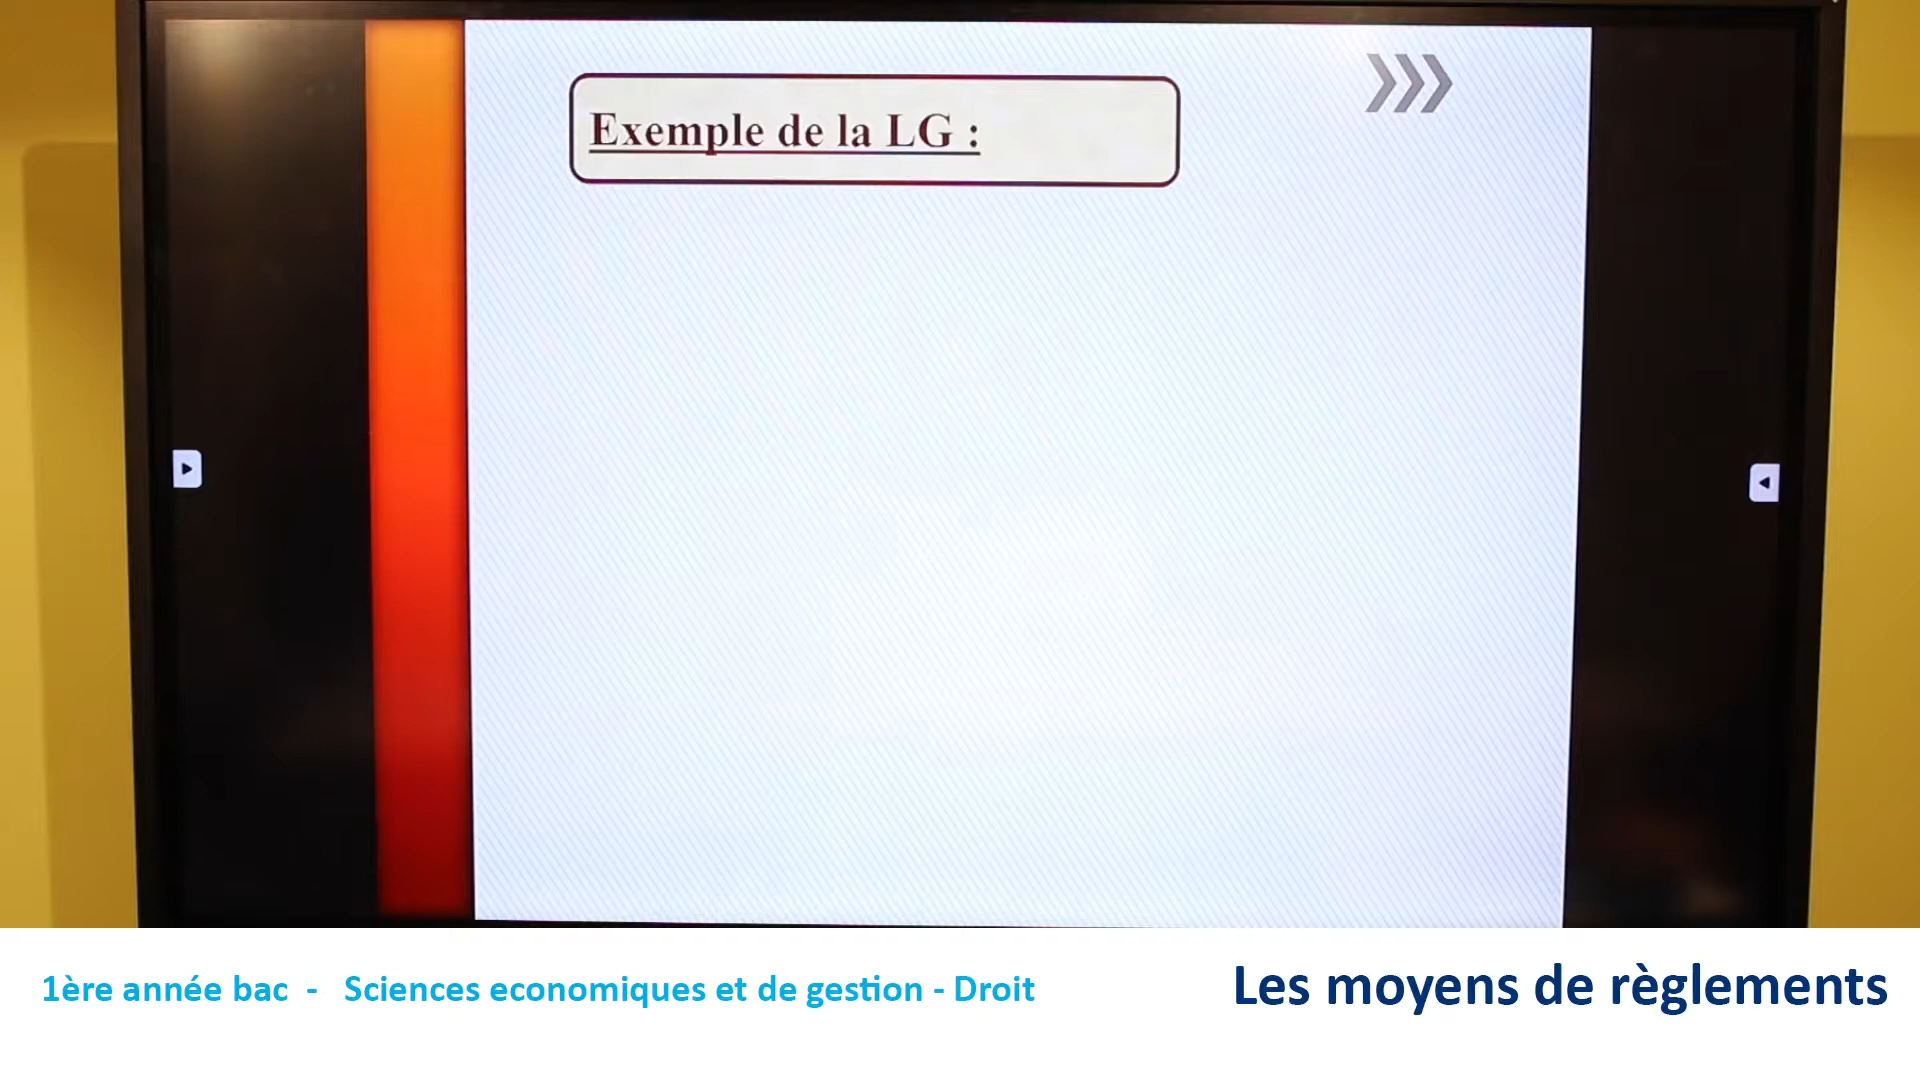 Exemple de la LG :
1ère année bac - Sciences economiques et de gestion - Droit
Les moyens de règlements